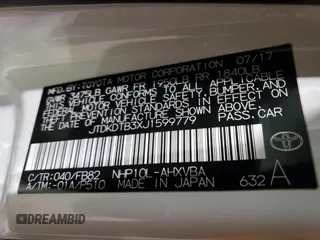 MFD. BY: TOYOTA MOTOR CORPORATION 07/17
GVWR 3475LB GAWR FR 1950LB RR 1840LB
THIS VEHICLE CONFORMS TO ALL APPLICABLE
FEDERAL MOTOR VEHICLE SAFETY, BUMPER, AND
THEFT PREVENTION STANDARDS IN EFFECT ON
THE DATE OF MANUFACTURE SHOWN ABOVE.
JTDKDTB3XJ1599779 PASS. CAR
C/TR: 040/FB82 NHP10L-AHXVBA
A/TM: -01A/P510 MADE IN JAPAN 632 A
TOYOTA
DREAMBID